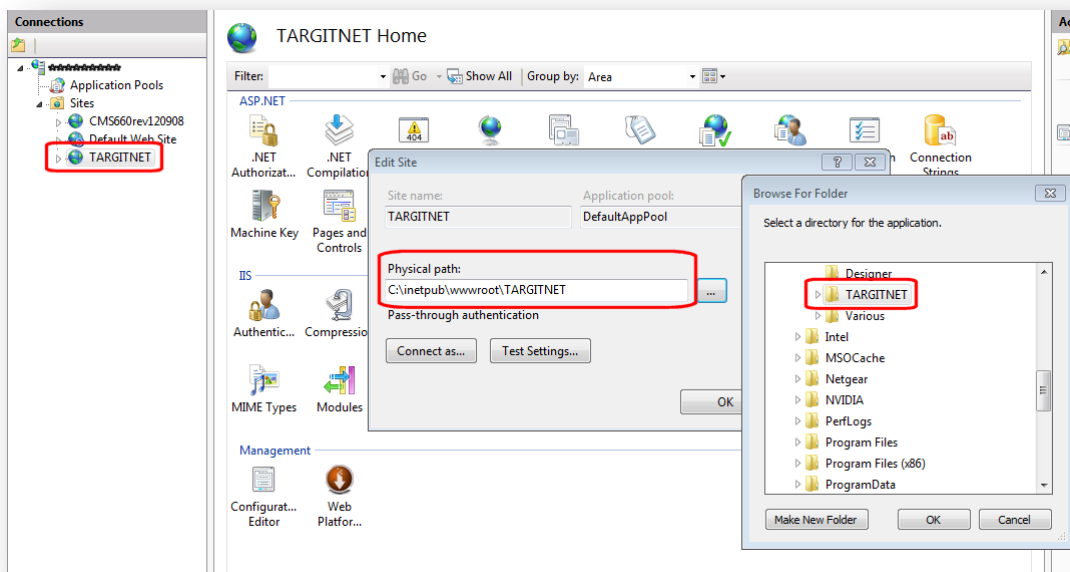 Connections
TARGITNET Home
Filter:
Go
Show All
Group by:
Area
Application Pools
Sites
CMS660rev120908
Default Web Site
TARGITNET
ASP.NET
404
ab
.NET
Authorizat...
.NET
Compilation
Connection
Strings
Machine Key
Pages and
Controls
IIS
Authentic...
Compressio
MIME Types
Modules
Management
Configurat...
Editor
Web
Platfor...
Edit Site
?
Site name:
TARGITNET
Application pool:
DefaultAppPool
Physical path:
C:\inetpub\wwwroot\TARGITNET
...
Pass-through authentication
Connect as...
Test Settings...
OK
Browse For Folder
Select a directory for the application.
Designer
TARGITNET
Various
Intel
MSOCache
Netgear
NVIDIA
PerfLogs
Program Files
Program Files (x86)
ProgramData
Make New Folder
OK
Cancel